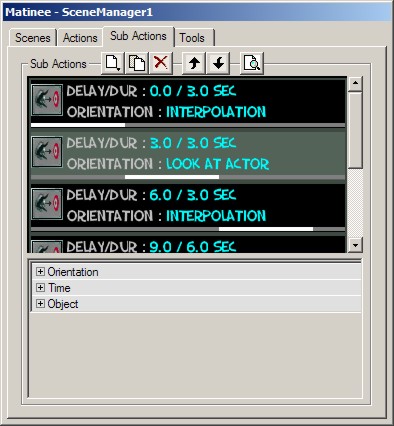 Matinee - SceneManager1
Scenes Actions Sub Actions Tools
Sub Actions
DELAY/DUR : 0.0 / 3.0 SEC
ORIENTATION : INTERPOLATION
DELAY/DUR : 3.0 / 3.0 SEC
ORIENTATION : LOOK AT ACTOR
DELAY/DUR : 6.0 / 3.0 SEC
ORIENTATION : INTERPOLATION
DELAY/DUR : 9.0 / 6.0 SEC
Orientation
Time
Object